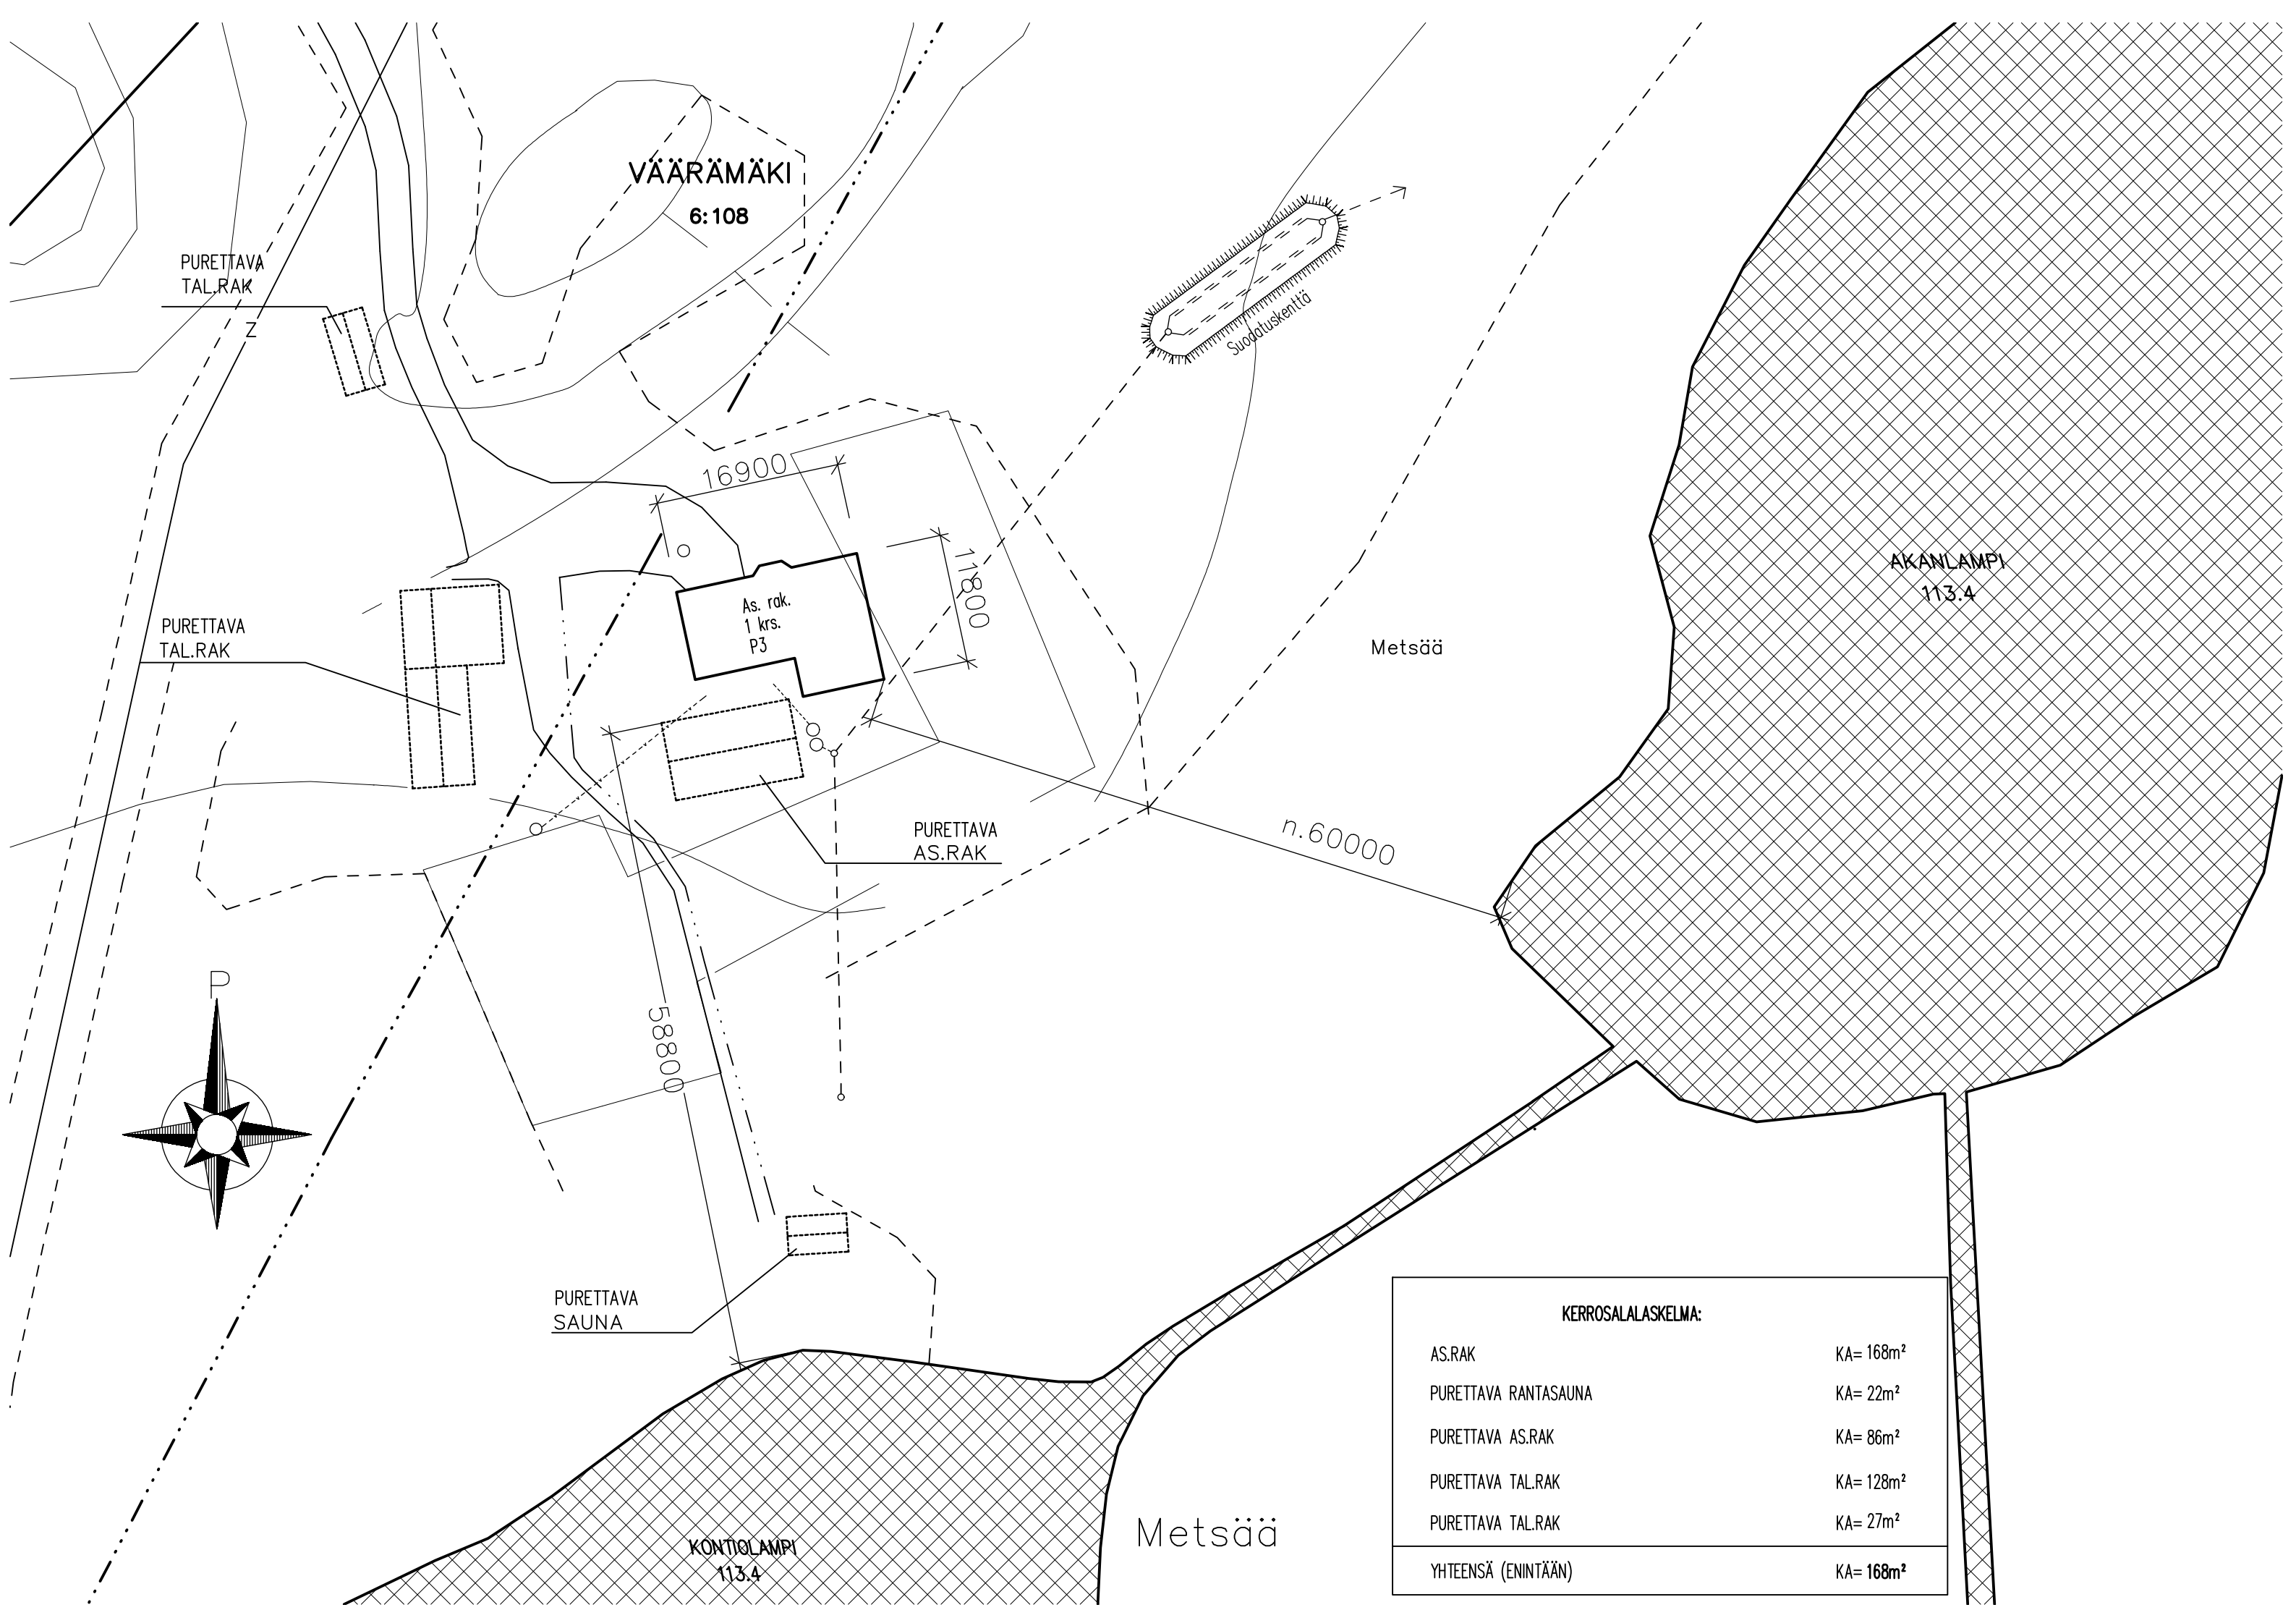 VÄÄRÄMÄKI
6:108
PURETTAVA
TAL.RAK
Z
Suodatuskenttä
16900
11800
As. rak.
1 krs.
P3
AKANLAMPI
113.4
PURETTAVA
TAL.RAK
Metsää
PURETTAVA
AS.RAK
n.60000
P
58800
PURETTAVA
SAUNA
KERROSALALASKELMA:
AS.RAK KA= 168m²
PURETTAVA RANTASAUNA KA= 22m²
PURETTAVA AS.RAK KA= 86m²
PURETTAVA TAL.RAK KA= 128m²
PURETTAVA TAL.RAK KA= 27m²
YHTEENSÄ (ENINTÄÄN) KA= 168m²
Metsää
KONTIOLAMPI
113.4